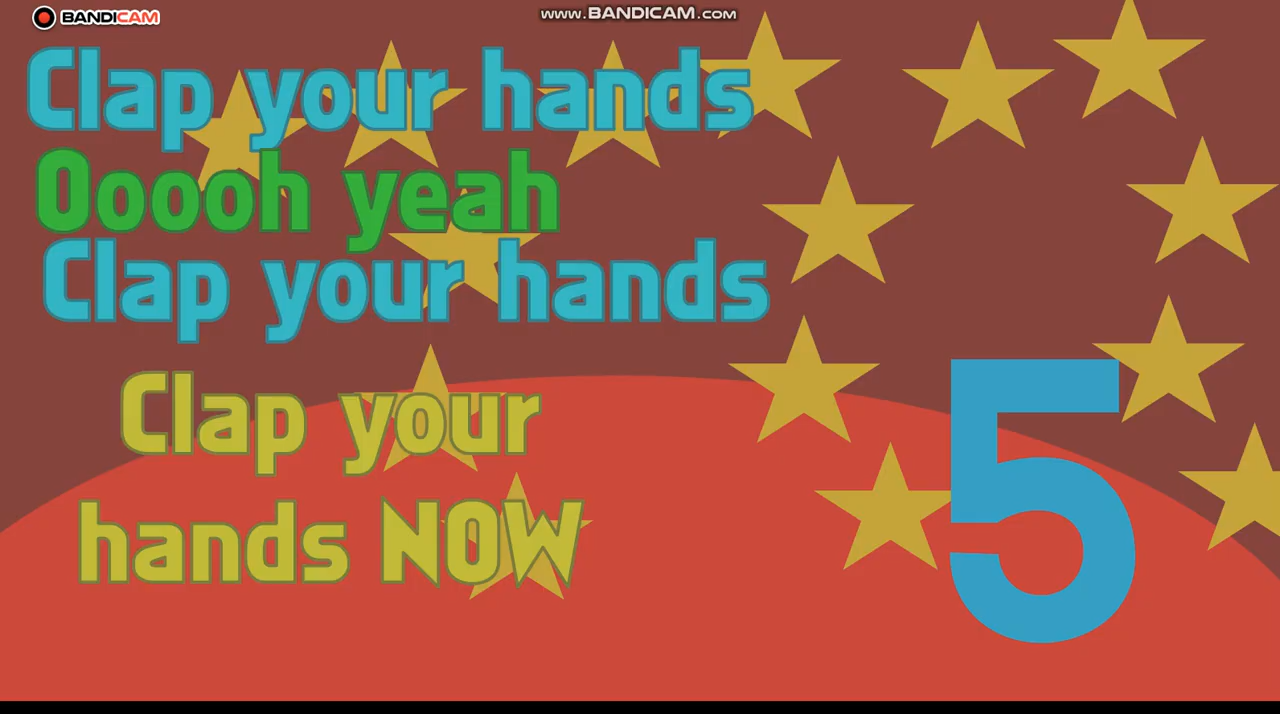 BANDICAM
www.BANDICAM.com
Clap your hands
Ooooh yeah
Clap your hands
Clap your
hands NOW
5